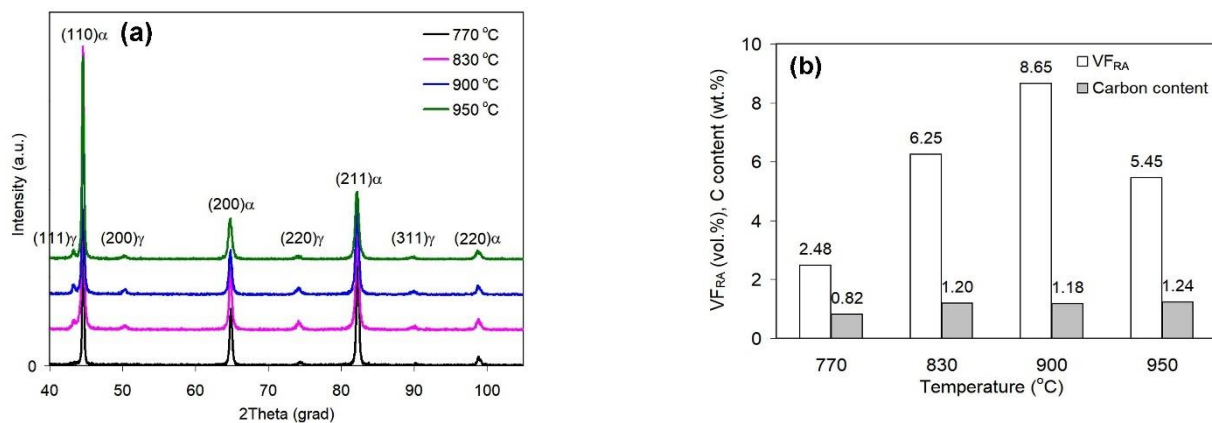 (a)
(110)α
770 °C
830 °C
900 °C
950 °C
(211)α
(200)α
(111)γ
(200)γ
(220)γ
(311)γ
(220)α
Intensity (a.u.)
0
40 50 60 70 80 90 100
2Theta (grad)
(b)
VF_RA
Carbon content
VF_RA (vol.%), C content (wt.%)
10
8
6
4
2
0
2.48
0.82
6.25
1.20
8.65
1.18
5.45
1.24
770 830 900 950
Temperature (°C)